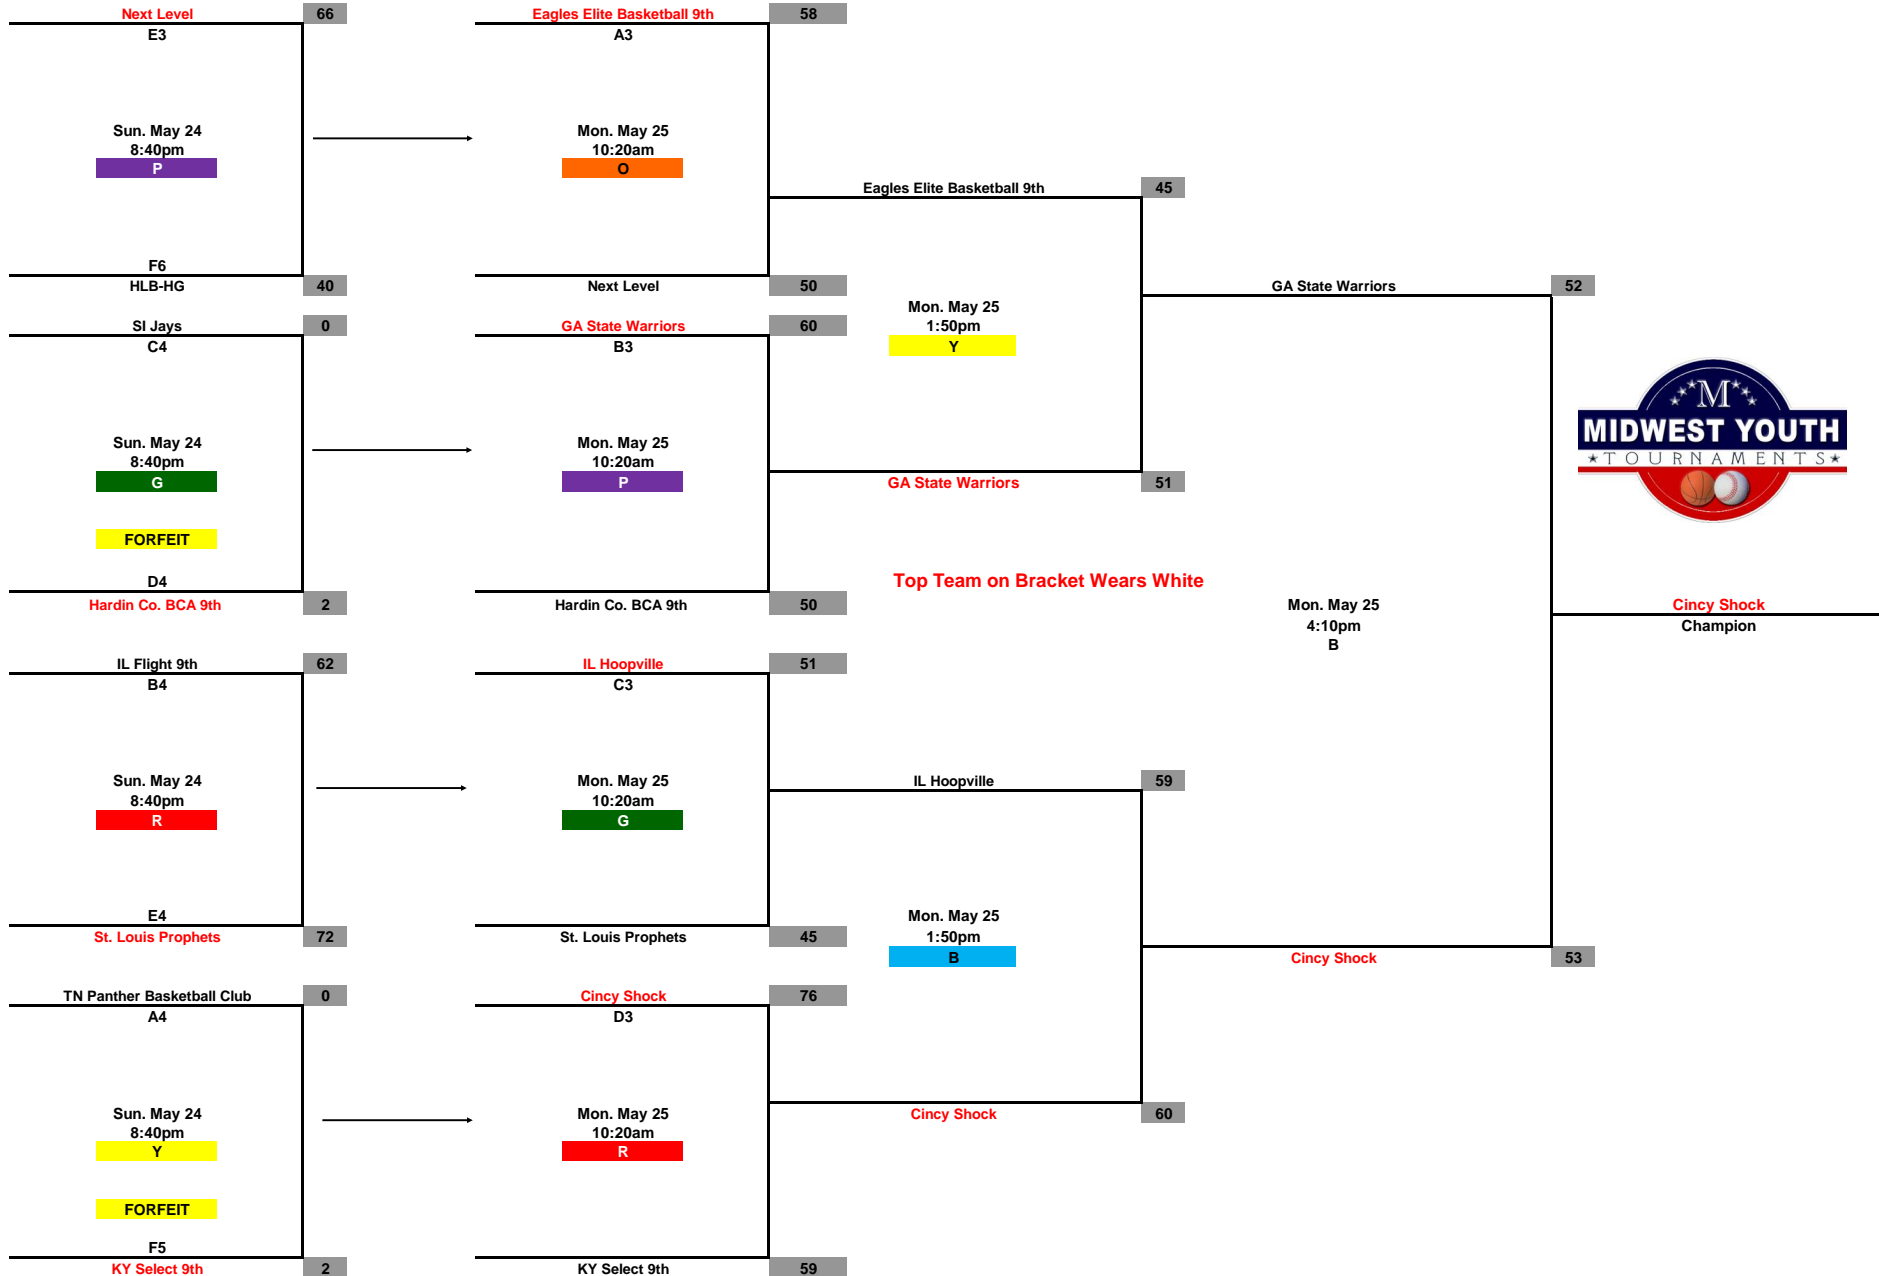 Next Level 66
E3
Sun. May 24
8:40pm
P
F6
HLB-HG 40
SI Jays 0
C4
Sun. May 24
8:40pm
G
FORFEIT
D4
Hardin Co. BCA 9th 2
IL Flight 9th 62
B4
Sun. May 24
8:40pm
R
E4
St. Louis Prophets 72
TN Panther Basketball Club 0
A4
Sun. May 24
8:40pm
Y
FORFEIT
F5
KY Select 9th 2
Eagles Elite Basketball 9th 58
A3
Mon. May 25
10:20am
O
Next Level 50
GA State Warriors 60
B3
Mon. May 25
10:20am
P
Hardin Co. BCA 9th 50
IL Hoopville 51
C3
Mon. May 25
10:20am
G
St. Louis Prophets 45
Cincy Shock 76
D3
Mon. May 25
10:20am
R
KY Select 9th 59
Eagles Elite Basketball 9th 45
Mon. May 25
1:50pm
Y
GA State Warriors 51
Top Team on Bracket Wears White
IL Hoopville 59
Mon. May 25
1:50pm
B
Cincy Shock 60
GA State Warriors 52
Mon. May 25
4:10pm
B
Cincy Shock 53
M
MIDWEST YOUTH
TOURNAMENTS
Cincy Shock
Champion